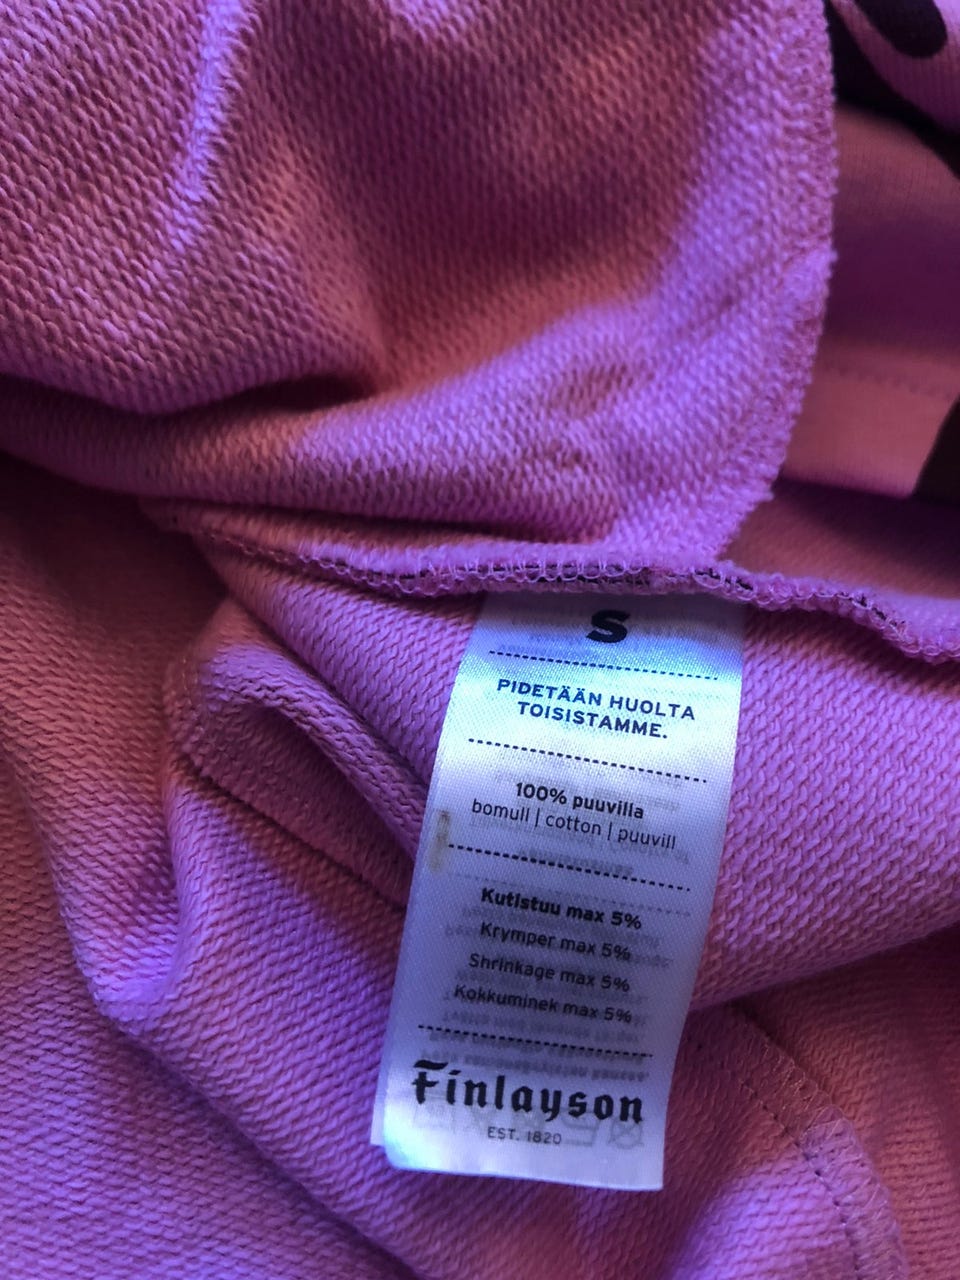 S
PIDETÄÄN HUOLTA
TOISISTAMME.
100% puuvilla
bomull | cotton | puuvill
Kutistuu max 5%
Krymper max 5%
Shrinkage max 5%
Kokkuminek max 5%
Finlayson
EST. 1820